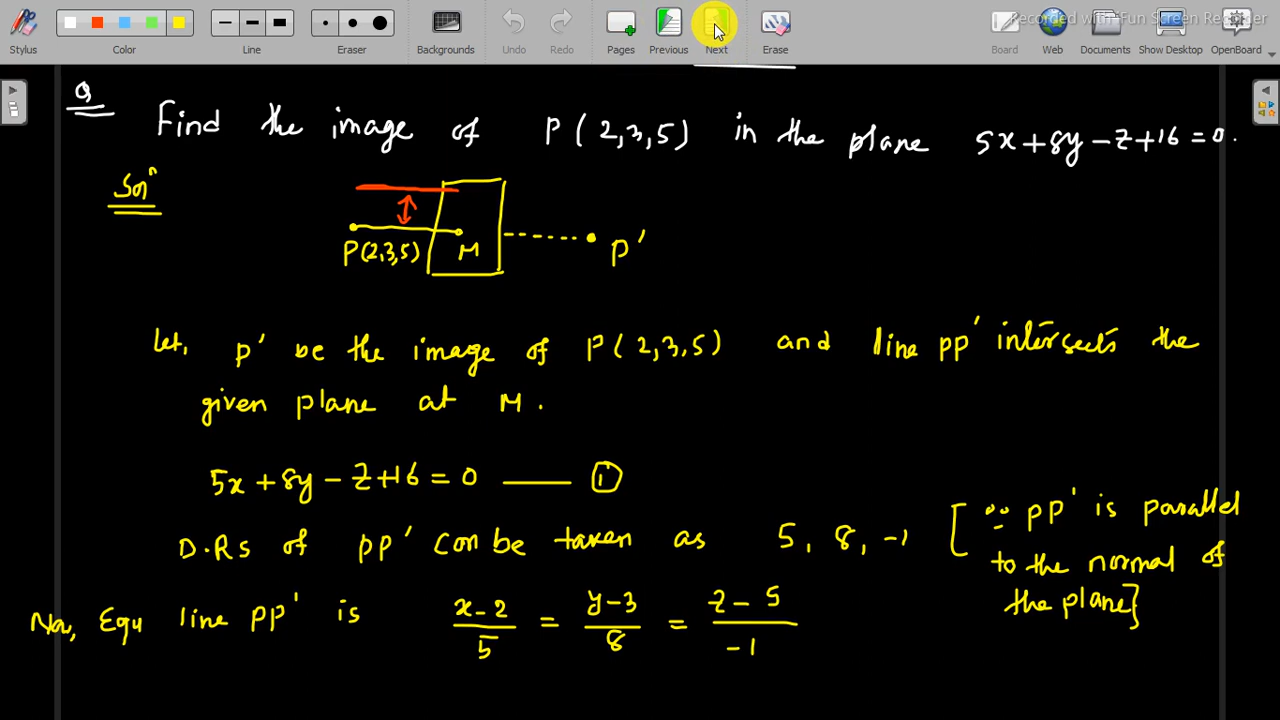 Recorded with Fun Screen Recorder
Stylus Color Line Eraser Backgrounds Undo Redo Pages Previous Next Erase Board Web Documents Show Desktop OpenBoard
Q Find the image of P(2,3,5) in the plane 5x+8y-z+16=0.
Solⁿ
P(2,3,5) M P'
Let, P' be the image of P(2,3,5) and line PP' intersects the
given plane at M.
5x+8y-z+16=0 —— ①
D.Rs of PP' can be taken as 5, 8, -1 [∵ PP' is parallel
to the normal of
the plane]
Now, Equ line PP' is (x-2)/5 = (y-3)/8 = (z-5)/-1